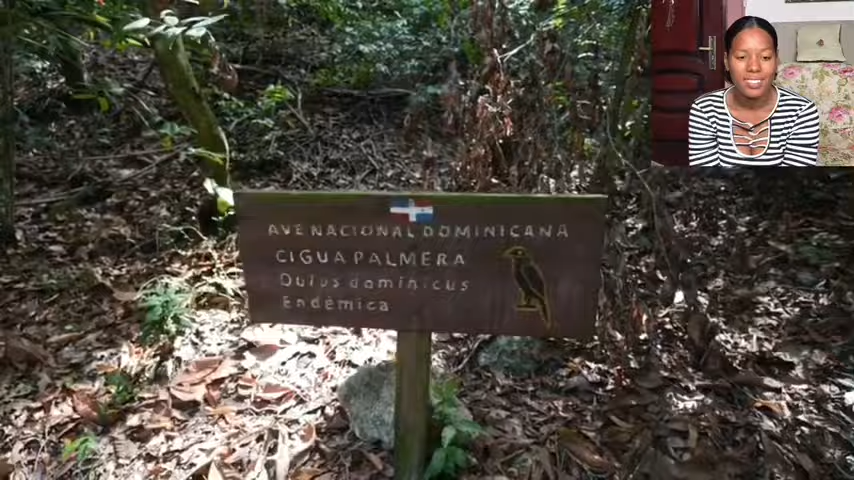 AVE NACIONAL DOMINICANA
CIGUA PALMERA
Dulus dominicus
Endémica